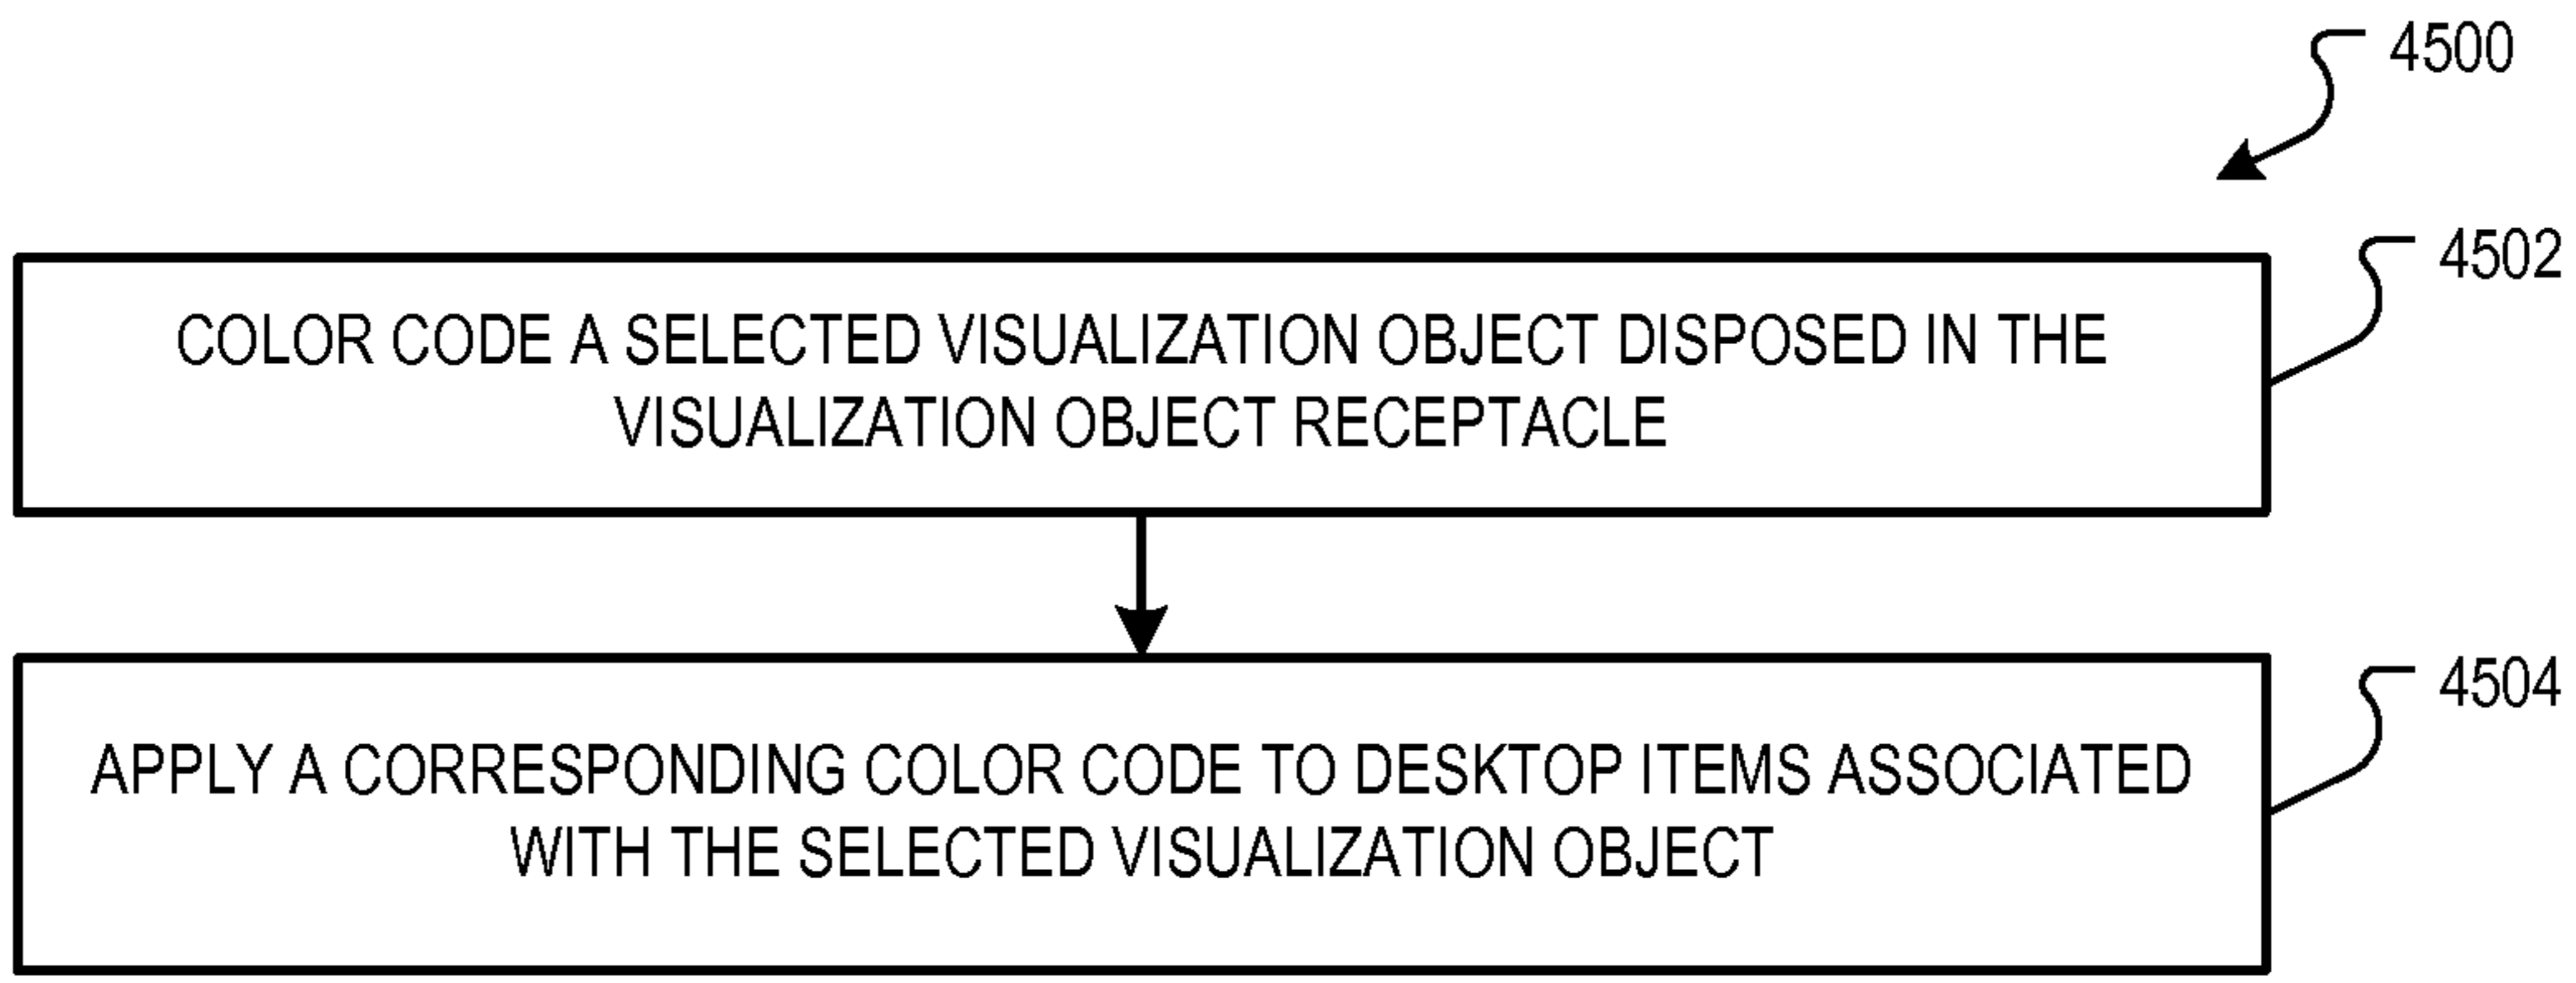 4500
4502
COLOR CODE A SELECTED VISUALIZATION OBJECT DISPOSED IN THE
VISUALIZATION OBJECT RECEPTACLE
4504
APPLY A CORRESPONDING COLOR CODE TO DESKTOP ITEMS ASSOCIATED
WITH THE SELECTED VISUALIZATION OBJECT